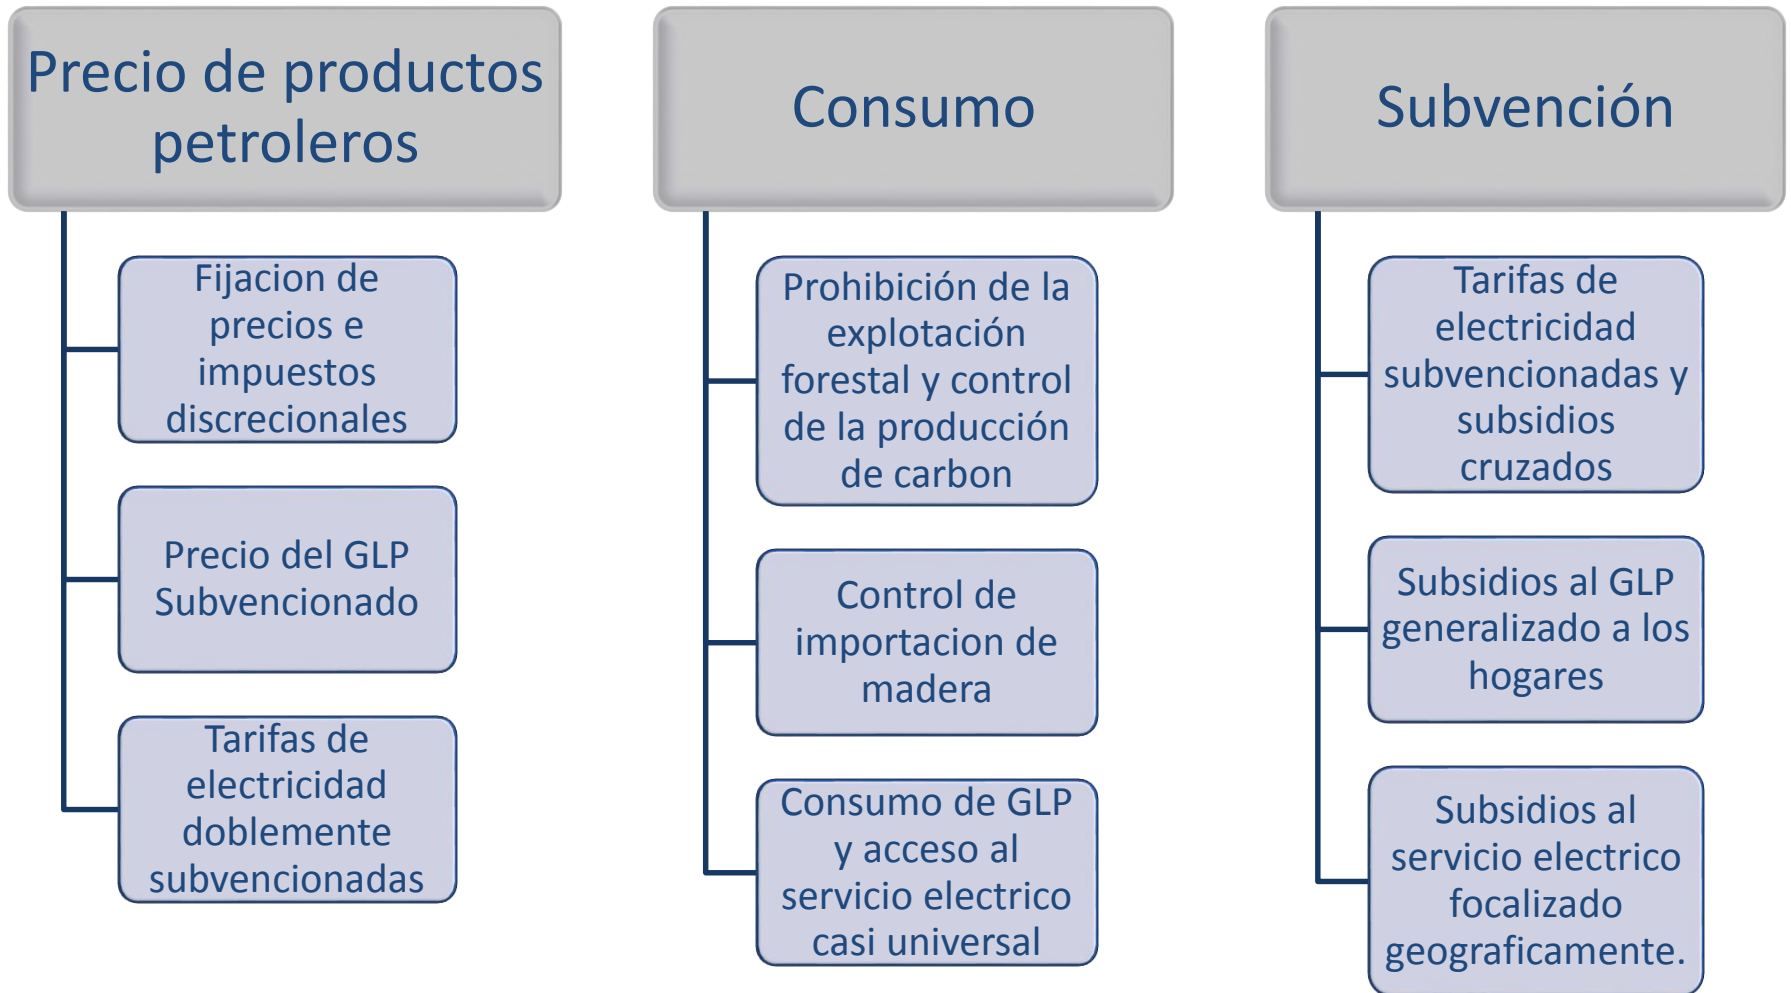 Precio de productos
petroleros
Fijacion de
precios e
impuestos
discrecionales
Precio del GLP
Subvencionado
Tarifas de
electricidad
doblemente
subvencionadas
Consumo
Prohibición de la
explotación
forestal y control
de la producción
de carbon
Control de
importacion de
madera
Consumo de GLP
y acceso al
servicio electrico
casi universal
Subvención
Tarifas de
electricidad
subvencionadas y
subsidios
cruzados
Subsidios al GLP
generalizado a los
hogares
Subsidios al
servicio electrico
focalizado
geograficamente.